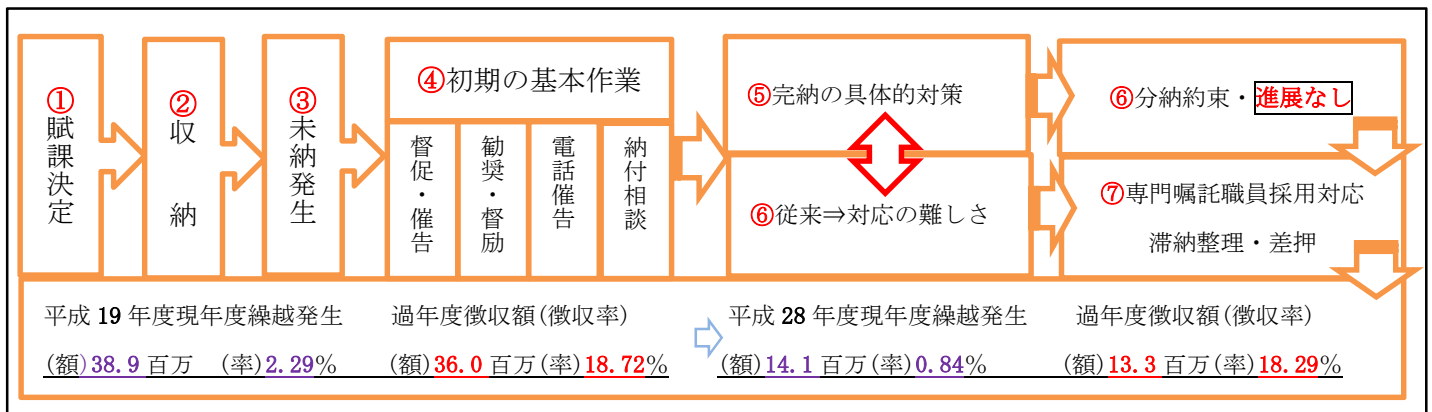 ①賦課決定
②収　納
③未納発生
④初期の基本作業
督促・催告
勧奨・督励
電話催告
納付相談
⑤完納の具体的対策
⑥従来⇒対応の難しさ
⑥分納約束・進展なし
⑦専門嘱託職員採用対応
滞納整理・差押
平成 19 年度現年度繰越発生　過年度徴収額(徴収率)
(額)38.9 百万　(率)2.29%　(額)36.0 百万(率)18.72%
平成 28 年度現年度繰越発生　過年度徴収額(徴収率)
(額)14.1 百万(率)0.84%　(額)13.3 百万(率)18.29%